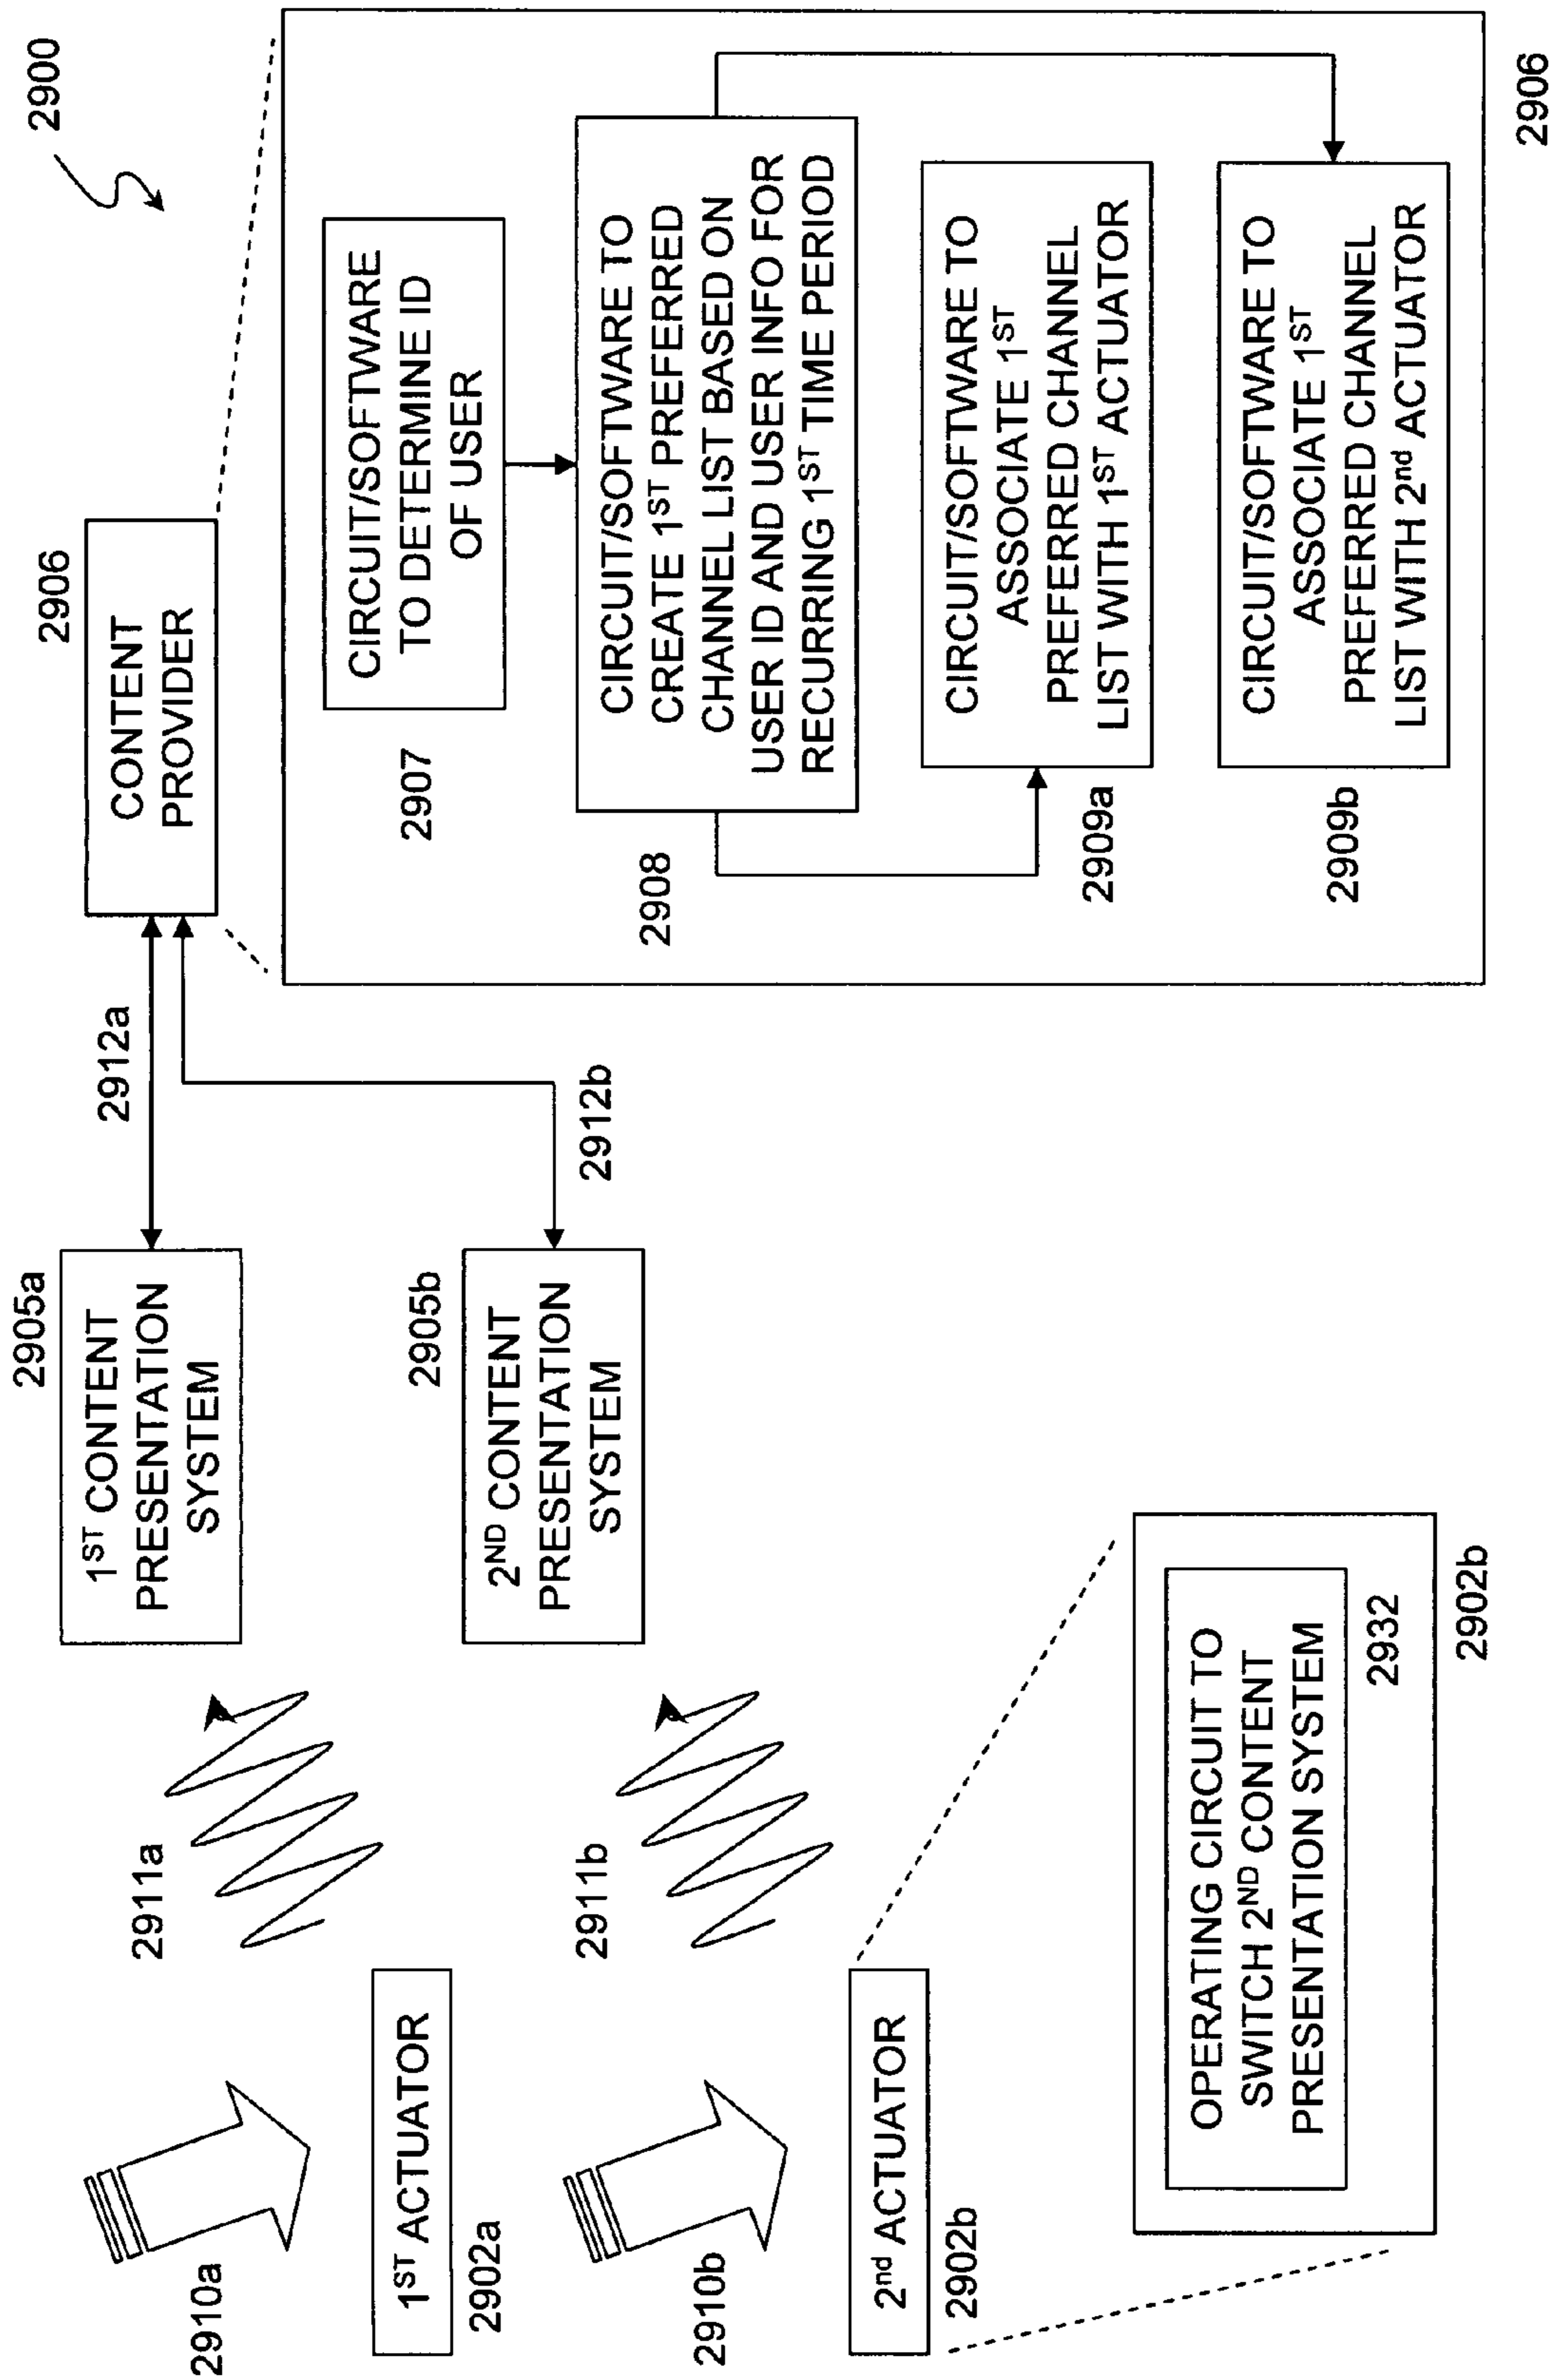 2900
2910a
1ST ACTUATOR
2902a
2911a
2905a
1ST CONTENT
PRESENTATION
SYSTEM
2912a
2906
CONTENT
PROVIDER
2910b
2nd ACTUATOR
2902b
2911b
2905b
2ND CONTENT
PRESENTATION
SYSTEM
2912b
OPERATING CIRCUIT TO
SWITCH 2ND CONTENT
PRESENTATION SYSTEM
2932
2902b
CIRCUIT/SOFTWARE
TO DETERMINE ID
OF USER
2907
CIRCUIT/SOFTWARE TO
CREATE 1ST PREFERRED
CHANNEL LIST BASED ON
USER ID AND USER INFO FOR
RECURRING 1ST TIME PERIOD
2908
CIRCUIT/SOFTWARE TO
ASSOCIATE 1ST
PREFERRED CHANNEL
LIST WITH 1ST ACTUATOR
2909a
CIRCUIT/SOFTWARE TO
ASSOCIATE 1ST
PREFERRED CHANNEL
LIST WITH 2nd ACTUATOR
2909b
2906